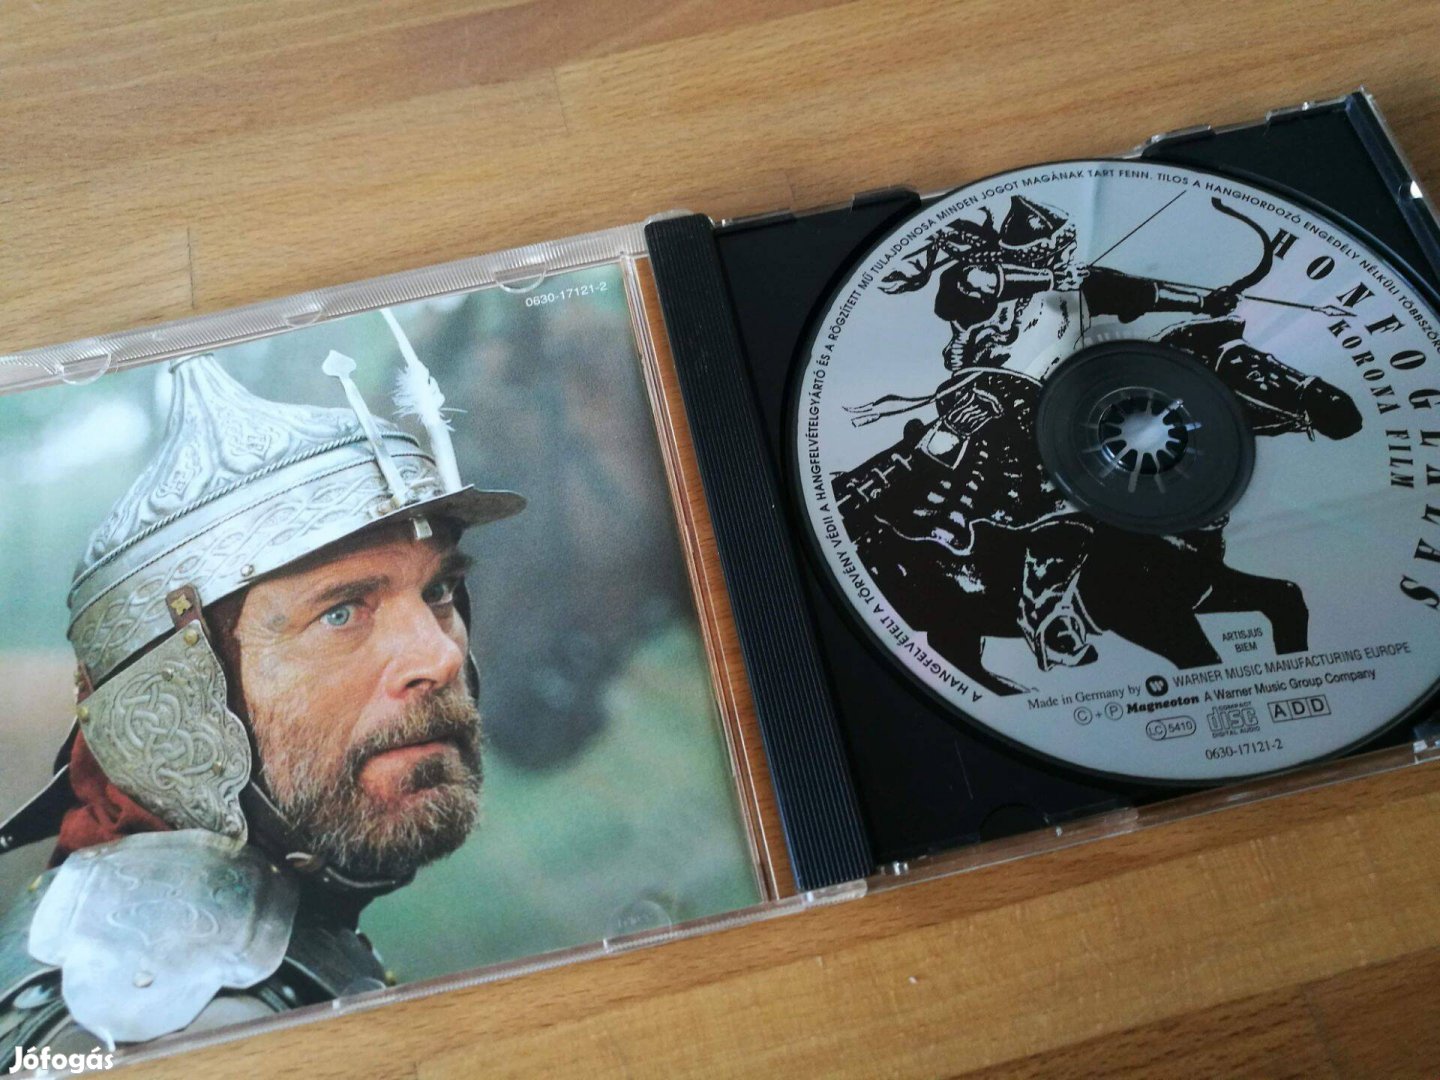 0630-17121-2
A HANGFELVÉTELT A TÖRVÉNY VÉDI! A HANGFELVÉTELGYÁRTÓ ÉS A RÖGZÍTETT MŰ TULAJDONOSA MINDEN JOGOT MAGÁNAK TART FENN. TILOS A HANGHORDOZÓ ENGEDÉLY NÉLKÜLI
HONFOGLALÁS
KORONA FILM
ARTISJUS
BIEM
Made in Germany by W WARNER MUSIC MANUFACTURING EUROPE
© + ℗ Magneoton A Warner Music Group Company
LC 5410 COMPACT disc DIGITAL AUDIO ADD
0630-17121-2
Jófogás